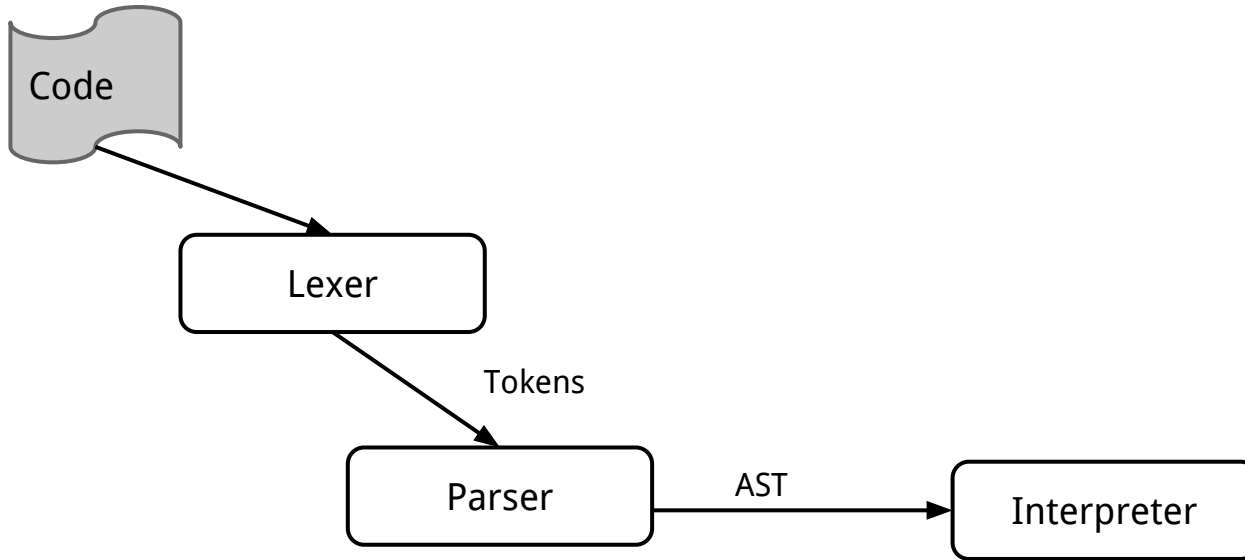 Code
Lexer
Tokens
Parser
AST
Interpreter